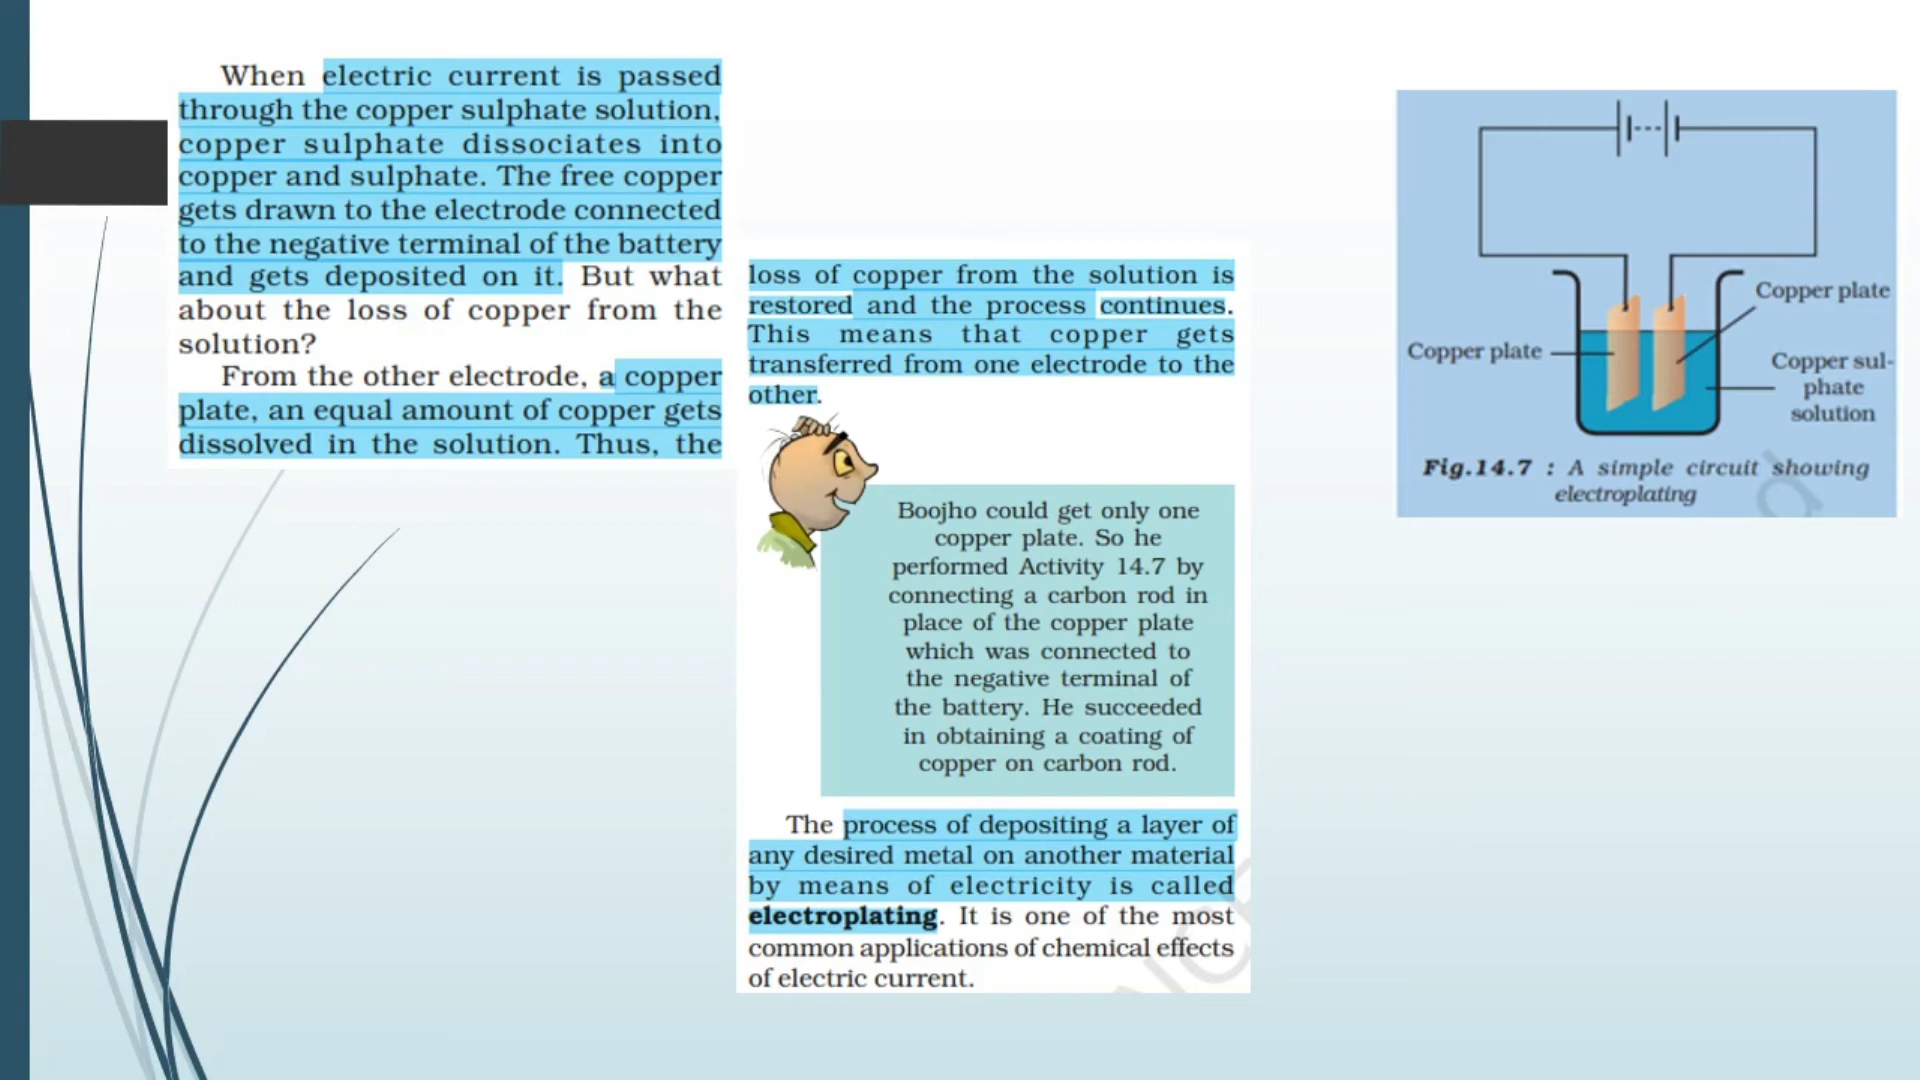 When electric current is passed
through the copper sulphate solution,
copper sulphate dissociates into
copper and sulphate. The free copper
gets drawn to the electrode connected
to the negative terminal of the battery
and gets deposited on it. But what
about the loss of copper from the
solution?
From the other electrode, a copper
plate, an equal amount of copper gets
dissolved in the solution. Thus, the
loss of copper from the solution is
restored and the process continues.
This means that copper gets
transferred from one electrode to the
other.
Boojho could get only one
copper plate. So he
performed Activity 14.7 by
connecting a carbon rod in
place of the copper plate
which was connected to
the negative terminal of
the battery. He succeeded
in obtaining a coating of
copper on carbon rod.
The process of depositing a layer of
any desired metal on another material
by means of electricity is called
electroplating. It is one of the most
common applications of chemical effects
of electric current.
Copper plate
Copper plate
Copper sul-
phate
solution
Fig.14.7 : A simple circuit showing
electroplating